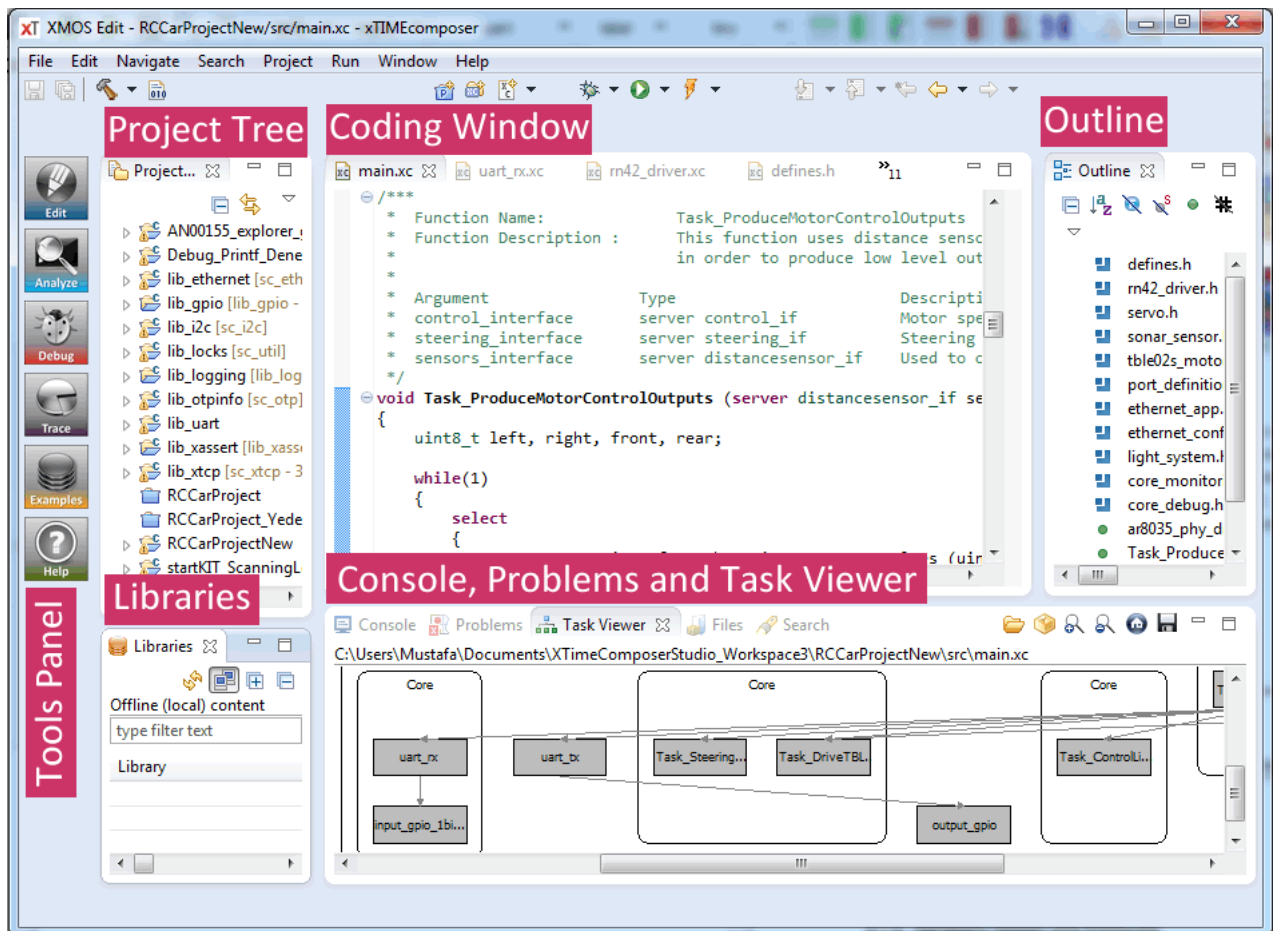 XMOS Edit - RCCarProjectNew/src/main.xc - xTIMEcomposer
File Edit Navigate Search Project Run Window Help
Project Tree
Coding Window
Outline
Edit
Analyze
Debug
Trace
Examples
Help
Tools Panel
Project...
AN00155_explorer_
Debug_Printf_Dene
lib_ethernet [sc_eth
lib_gpio [lib_gpio -
lib_i2c [sc_i2c]
lib_locks [sc_util]
lib_logging [lib_log
lib_otpinfo [sc_otp]
lib_uart
lib_xassert [lib_xass
lib_xtcp [sc_xtcp - 3
RCCarProject
RCCarProject_Yede
RCCarProjectNew
startKIT_ScanningL
Libraries
Libraries
Offline (local) content
type filter text
Library
main.xc uart_rx.xc rn42_driver.xc defines.h »11
/***
* Function Name: Task_ProduceMotorControlOutputs
* Function Description : This function uses distance senso
* in order to produce low level out
*
* Argument Type Descripti
* control_interface server control_if Motor spe
* steering_interface server steering_if Steering
* sensors_interface server distancesensor_if Used to c
*/
void Task_ProduceMotorControlOutputs (server distancesensor_if se
{
uint8_t left, right, front, rear;
while(1)
{
select
{
s (uir
Outline
defines.h
rn42_driver.h
servo.h
sonar_sensor.
tble02s_moto
port_definitio
ethernet_app.
ethernet_conf
light_system.h
core_monitor
core_debug.h
ar8035_phy_d
Task_Produce
Console, Problems and Task Viewer
Console Problems Task Viewer Files Search
C:\Users\Mustafa\Documents\XTimeComposerStudio_Workspace3\RCCarProjectNew\src\main.xc
Core Core Core
uart_rx uart_tx Task_Steering... Task_DriveTBL... Task_ControlLi...
input_gpio_1bi... output_gpio